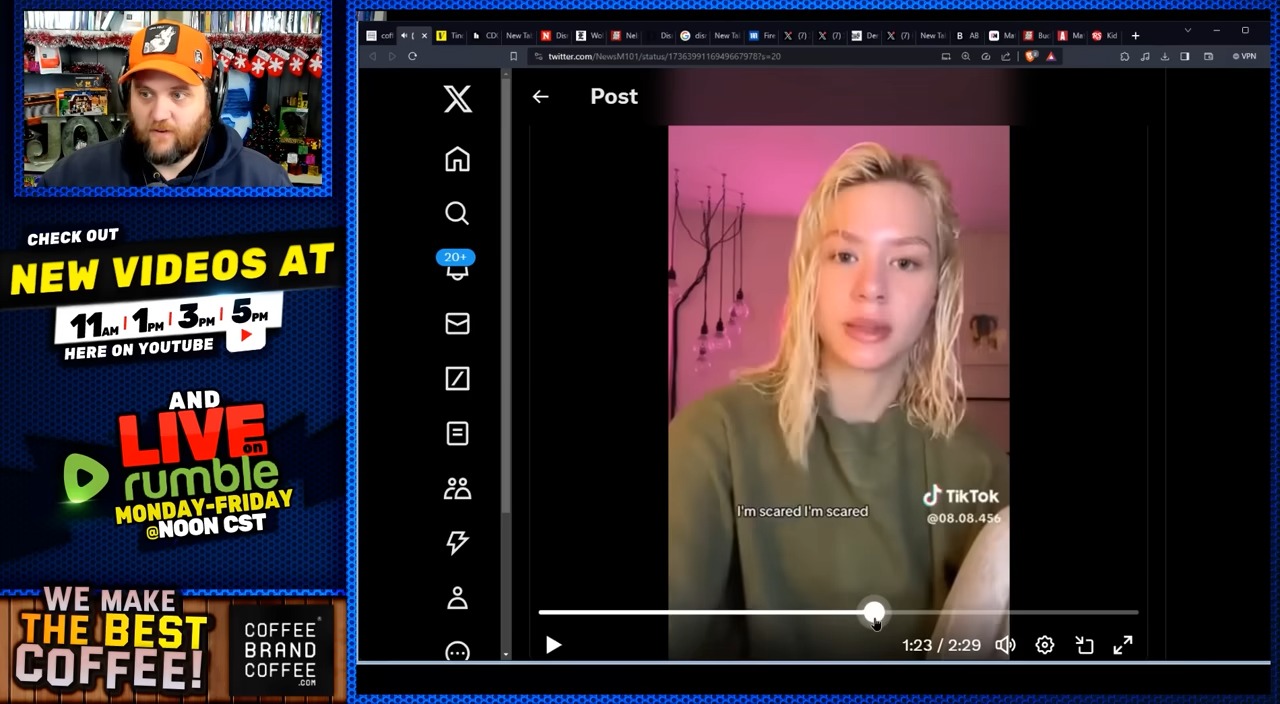 CHECK OUT
NEW VIDEOS AT
11AM | 1PM | 3PM | 5PM
HERE ON YOUTUBE
AND
LIVE on
rumble
MONDAY-FRIDAY
@NOON CST
WE MAKE
THE BEST
COFFEE!
COFFEE
BRAND
COFFEE
.COM
JOY
twitter.com/NewsM101/status/1736399116949667978?s=20
VPN
X
Post
20+
I'm scared I'm scared
TikTok
@08.08.456
1:23 / 2:29